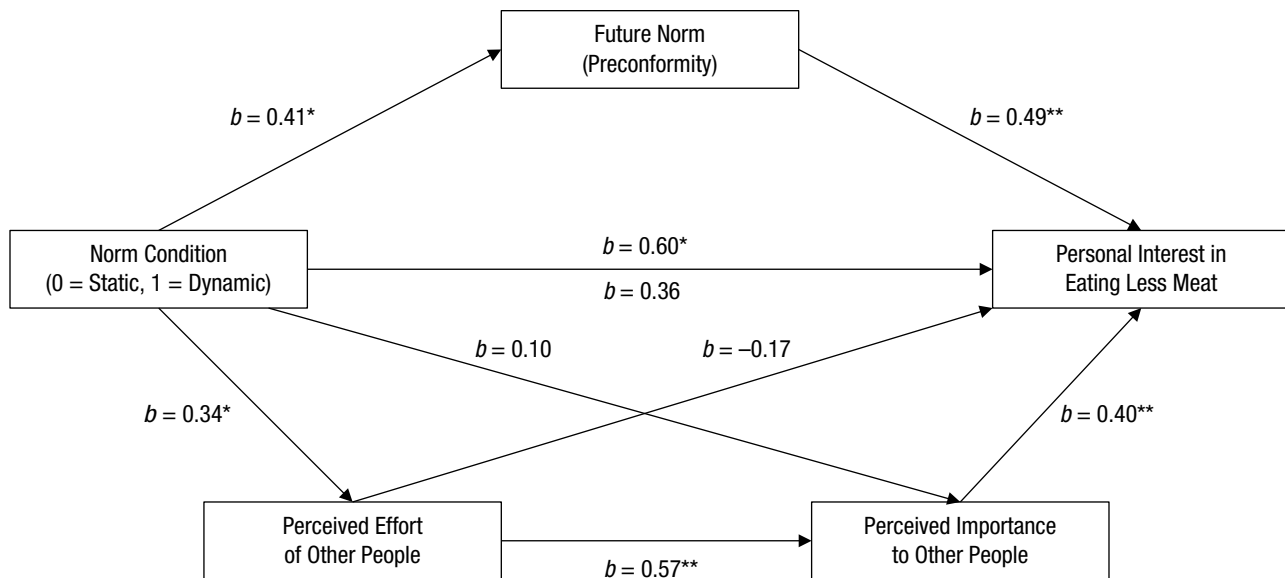 Future Norm
(Preconformity)
b = 0.41*
b = 0.49**
Norm Condition
(0 = Static, 1 = Dynamic)
b = 0.60*
b = 0.36
Personal Interest in
Eating Less Meat
b = 0.10
b = –0.17
b = 0.34*
b = 0.40**
Perceived Effort
of Other People
b = 0.57**
Perceived Importance
to Other People